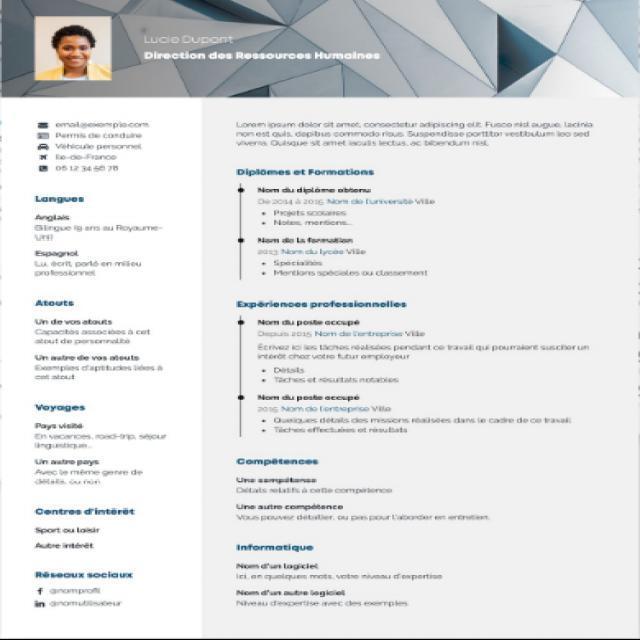 Lucie Dupont
Direction des Ressources Humaines
email@exemple.com
Permis de conduire
Véhicule personnel
Ile-de-France
06 12 34 56 78
Langues
Anglais
Bilingue (9 ans au Royaume-
Uni)
Espagnol
Lu, écrit, parlé en milieu
professionnel
Atouts
Un de vos atouts
Capacités associées à cet
atout de personnalité
Un autre de vos atouts
Exemples d'aptitudes liées à
cet atout
Voyages
Pays visité
En vacances, road-trip, séjour
linguistique...
Un autre pays
Avec le même genre de
détails, ou non
Centres d'intérêt
Sport ou loisir
Autre intérêt
Réseaux sociaux
@nomprofil
@nomutilisateur
Lorem ipsum dolor sit amet, consectetur adipiscing elit. Fusce nisl augue, lacinia
non est quis, dapibus commodo risus. Suspendisse porttitor vestibulum leo sed
viverra. Quisque sit amet iaculis lectus, ac bibendum nisl.
Diplômes et Formations
Nom du diplôme obtenu
De 2014 à 2015 Nom de l'université Ville
• Projets scolaires
• Notes, mentions...
Nom de la formation
2013 Nom du lycée Ville
• Spécialités
• Mentions spéciales ou classement
Expériences professionnelles
Nom du poste occupé
Depuis 2015 Nom de l'entreprise Ville
Écrivez ici les tâches réalisées pendant ce travail qui pourraient susciter un
intérêt chez votre futur employeur
• Détails
• Tâches et résultats notables
Nom du poste occupé
2015 Nom de l'entreprise Ville
• Quelques détails des missions réalisées dans le cadre de ce travail
• Tâches effectuées et résultats
Compétences
Une compétence
Détails relatifs à cette compétence
Une autre compétence
Vous pouvez détailler, ou pas pour l'aborder en entretien.
Informatique
Nom d'un logiciel
Ici, en quelques mots, votre niveau d'expertise
Nom d'un autre logiciel
Niveau d'expertise avec des exemples.